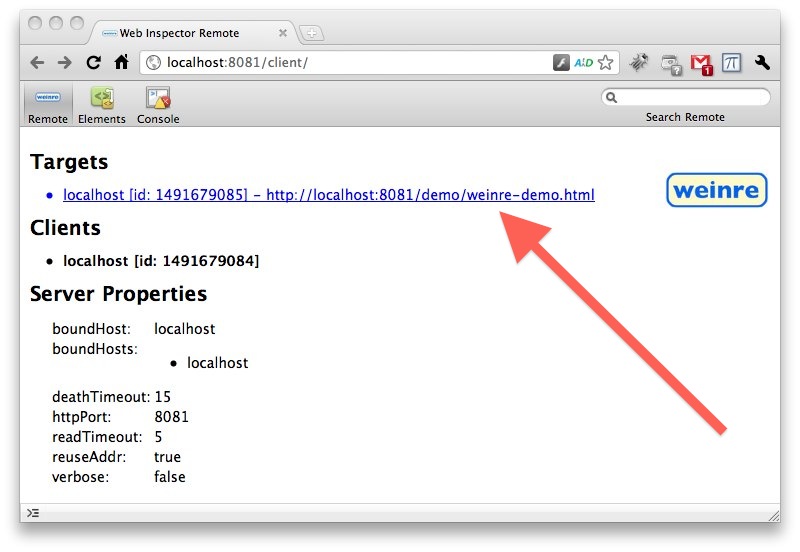 Web Inspector Remote
localhost:8081/client/
Remote Elements Console
Search Remote
weinre
Targets
• localhost [id: 1491679085] - http://localhost:8081/demo/weinre-demo.html
weinre
Clients
• localhost [id: 1491679084]
Server Properties
boundHost: localhost
boundHosts:
• localhost
deathTimeout: 15
httpPort: 8081
readTimeout: 5
reuseAddr: true
verbose: false